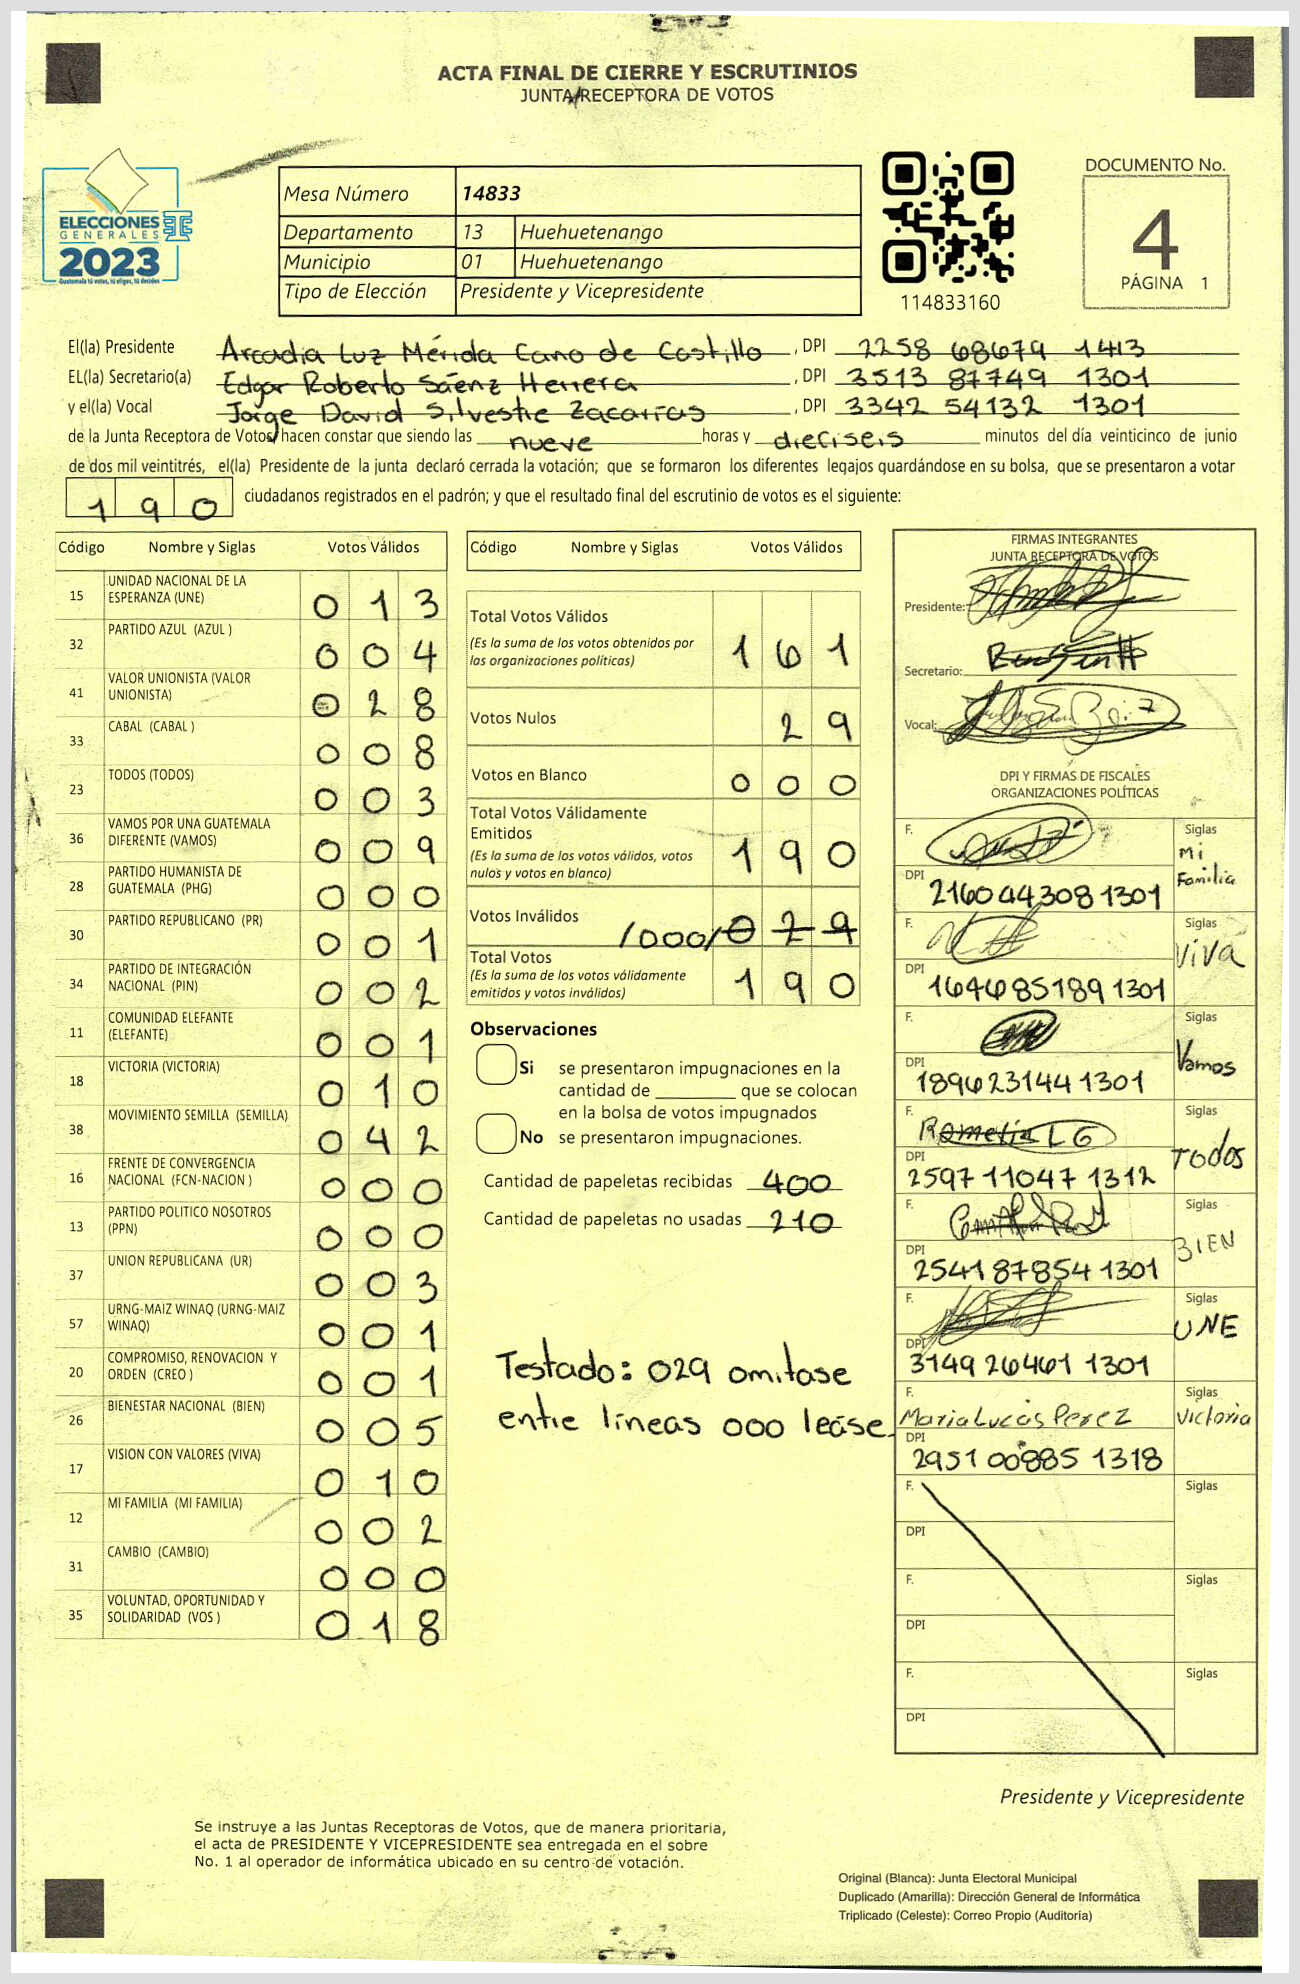 ACTA FINAL DE CIERRE Y ESCRUTINIOS
JUNTA RECEPTORA DE VOTOS
ELECCIONES
GENERALES
2023
Guatemala tú votas, tú eliges, tú decides
Mesa Número 14833
Departamento 13 Huehuetenango
Municipio 01 Huehuetenango
Tipo de Elección Presidente y Vicepresidente
114833160
DOCUMENTO No.
4
PÁGINA 1
El(la) Presidente Arcadia Luz Mérida Cano de Castillo, DPI 2258 68679 1413
EL(la) Secretario(a) Edgar Roberto Sáenz Herrera, DPI 3513 87749 1301
y el(la) Vocal Jorge David Silvestre Zacarías, DPI 3342 54132 1301
de la Junta Receptora de Votos, hacen constar que siendo las nueve horas y dieciseis minutos del día veinticinco de junio
de dos mil veintitrés, el(la) Presidente de la junta declaró cerrada la votación; que se formaron los diferentes legajos quardándose en su bolsa, que se presentaron a votar
190 ciudadanos registrados en el padrón; y que el resultado final del escrutinio de votos es el siguiente:
Código Nombre y Siglas Votos Válidos
15 UNIDAD NACIONAL DE LA ESPERANZA (UNE) 013
32 PARTIDO AZUL (AZUL ) 004
41 VALOR UNIONISTA (VALOR UNIONISTA) 028
33 CABAL (CABAL ) 008
23 TODOS (TODOS) 003
36 VAMOS POR UNA GUATEMALA DIFERENTE (VAMOS) 009
28 PARTIDO HUMANISTA DE GUATEMALA (PHG) 000
30 PARTIDO REPUBLICANO (PR) 001
34 PARTIDO DE INTEGRACIÓN NACIONAL (PIN) 002
11 COMUNIDAD ELEFANTE (ELEFANTE) 001
18 VICTORIA (VICTORIA) 010
38 MOVIMIENTO SEMILLA (SEMILLA) 042
16 FRENTE DE CONVERGENCIA NACIONAL (FCN-NACION ) 000
13 PARTIDO POLITICO NOSOTROS (PPN) 000
37 UNION REPUBLICANA (UR) 003
57 URNG-MAIZ WINAQ (URNG-MAIZ WINAQ) 001
20 COMPROMISO, RENOVACION Y ORDEN (CREO ) 001
26 BIENESTAR NACIONAL (BIEN) 005
17 VISION CON VALORES (VIVA) 010
12 MI FAMILIA (MI FAMILIA) 002
31 CAMBIO (CAMBIO) 000
35 VOLUNTAD, OPORTUNIDAD Y SOLIDARIDAD (VOS ) 018
Código Nombre y Siglas Votos Válidos
Total Votos Válidos
(Es la suma de los votos obtenidos por
las organizaciones políticas) 161
Votos Nulos 29
Votos en Blanco 000
Total Votos Válidamente
Emitidos
(Es la suma de los votos válidos, votos
nulos y votos en blanco) 190
Votos Inválidos /000/ 029
Total Votos
(Es la suma de los votos válidamente
emitidos y votos inválidos) 190
Observaciones
Si se presentaron impugnaciones en la
cantidad de ________ que se colocan
en la bolsa de votos impugnados
No se presentaron impugnaciones.
Cantidad de papeletas recibidas 400
Cantidad de papeletas no usadas 210
Testado: 029 omitase
entre líneas 000 leáse.
FIRMAS INTEGRANTES
JUNTA RECEPTORA DE VOTOS
Presidente:
Secretario:
Vocal:
DPI Y FIRMAS DE FISCALES
ORGANIZACIONES POLÍTICAS
F. Siglas Mi Familia
DPI 2160 44308 1301
F. Siglas VIVA
DPI 1646 85189 1301
F. Siglas Vamos
DPI 1896 23144 1301
F. Romelia L G Siglas TODOS
DPI 2597 11047 1312
F. Siglas BIEN
DPI 2541 87854 1301
F. Siglas UNE
DPI 3149 26461 1301
F. Maria Lucas Perez Siglas Victoria
DPI 2951 00885 1318
F. Siglas
DPI
F. Siglas
DPI
F. Siglas
DPI
Presidente y Vicepresidente
Se instruye a las Juntas Receptoras de Votos, que de manera prioritaria,
el acta de PRESIDENTE Y VICEPRESIDENTE sea entregada en el sobre
No. 1 al operador de informática ubicado en su centro de votación.
Original (Blanca): Junta Electoral Municipal
Duplicado (Amarilla): Dirección General de Informática
Triplicado (Celeste): Correo Propio (Auditoría)